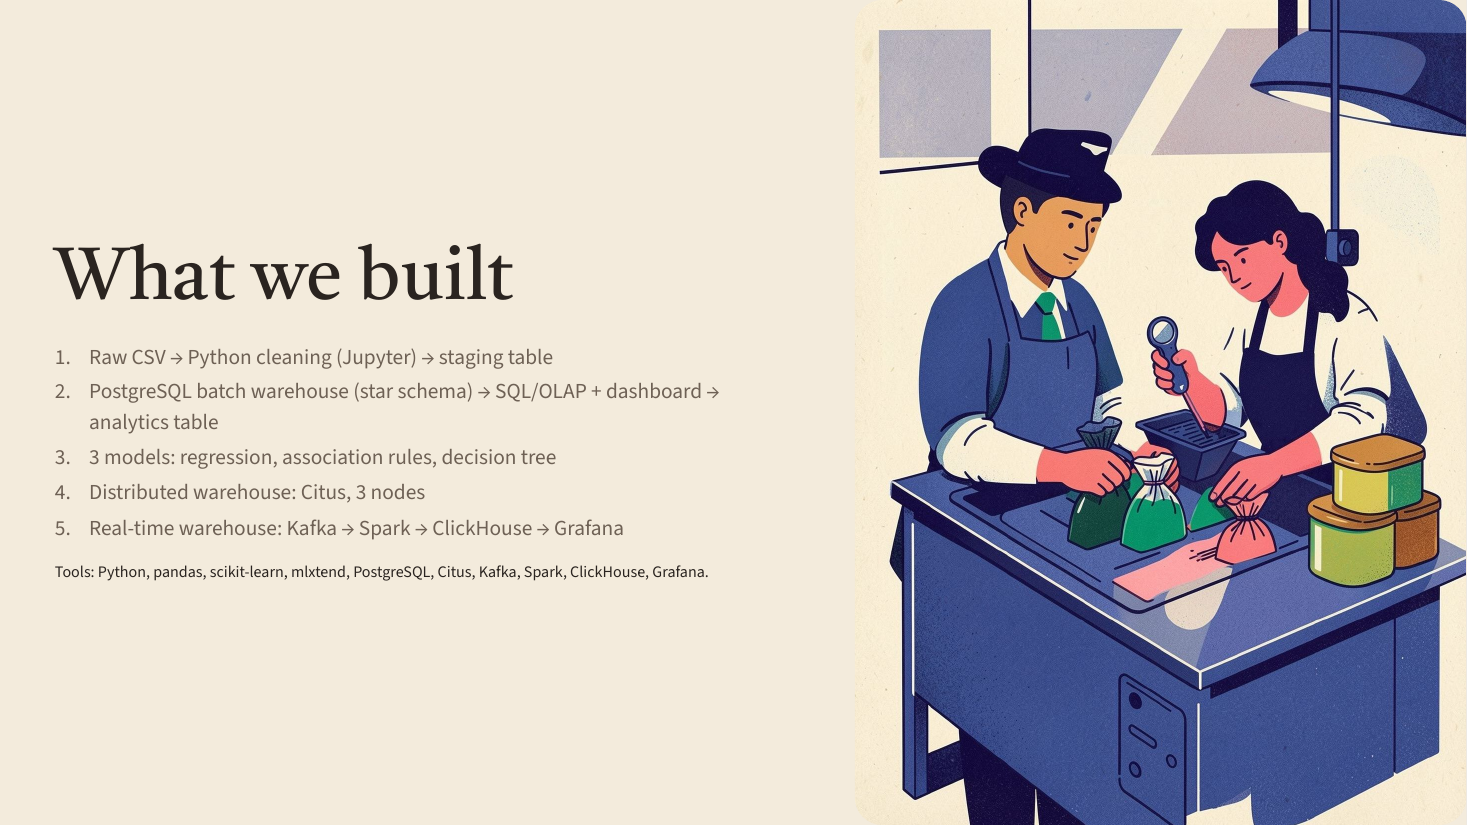 What we built
1. Raw CSV → Python cleaning (Jupyter) → staging table
2. PostgreSQL batch warehouse (star schema) → SQL/OLAP + dashboard →
analytics table
3. 3 models: regression, association rules, decision tree
4. Distributed warehouse: Citus, 3 nodes
5. Real-time warehouse: Kafka → Spark → ClickHouse → Grafana
Tools: Python, pandas, scikit-learn, mlxtend, PostgreSQL, Citus, Kafka, Spark, ClickHouse, Grafana.